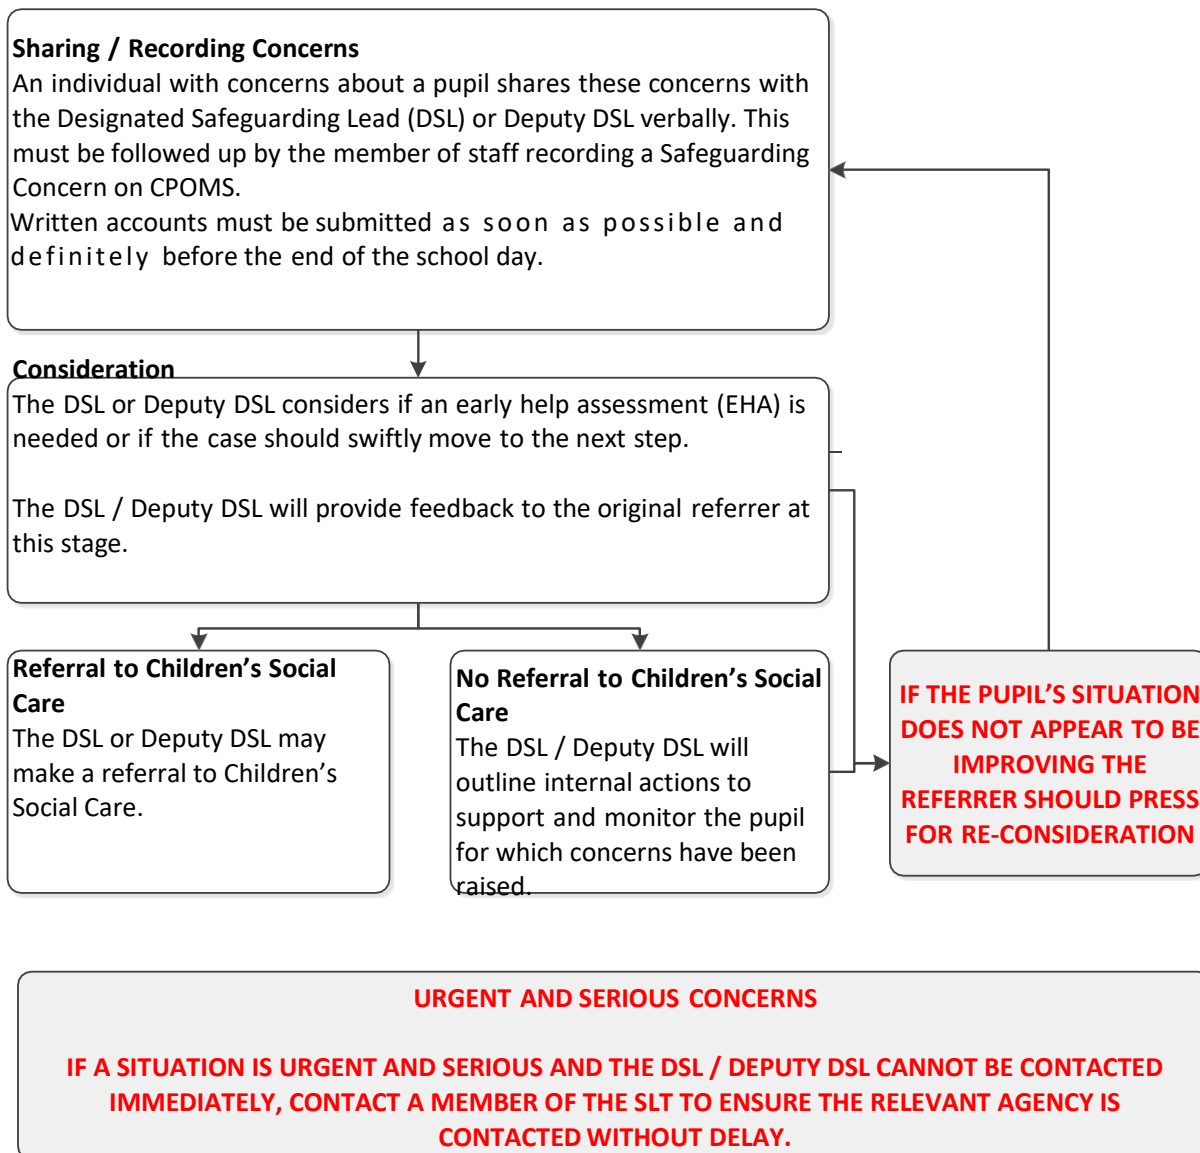 Sharing / Recording Concerns
An individual with concerns about a pupil shares these concerns with
the Designated Safeguarding Lead (DSL) or Deputy DSL verbally. This
must be followed up by the member of staff recording a Safeguarding
Concern on CPOMS.
Written accounts must be submitted as soon as possible and
definitely before the end of the school day.
Consideration
The DSL or Deputy DSL considers if an early help assessment (EHA) is
needed or if the case should swiftly move to the next step.
The DSL / Deputy DSL will provide feedback to the original referrer at
this stage.
Referral to Children’s Social
Care
The DSL or Deputy DSL may
make a referral to Children’s
Social Care.
No Referral to Children’s Social
Care
The DSL / Deputy DSL will
outline internal actions to
support and monitor the pupil
for which concerns have been
raised.
IF THE PUPIL’S SITUATION
DOES NOT APPEAR TO BE
IMPROVING THE
REFERRER SHOULD PRESS
FOR RE-CONSIDERATION
URGENT AND SERIOUS CONCERNS
IF A SITUATION IS URGENT AND SERIOUS AND THE DSL / DEPUTY DSL CANNOT BE CONTACTED
IMMEDIATELY, CONTACT A MEMBER OF THE SLT TO ENSURE THE RELEVANT AGENCY IS
CONTACTED WITHOUT DELAY.